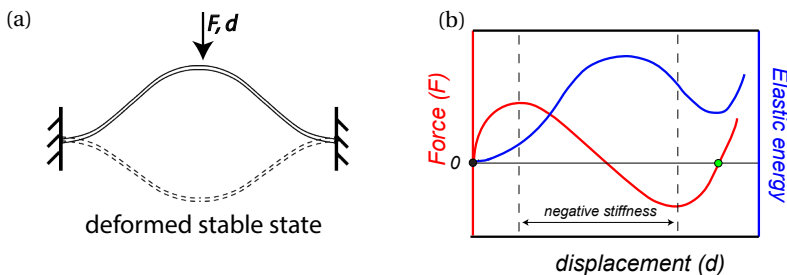 (a)
F, d
deformed stable state
(b)
Force (F)
0
negative stiffness
Elastic energy
displacement (d)